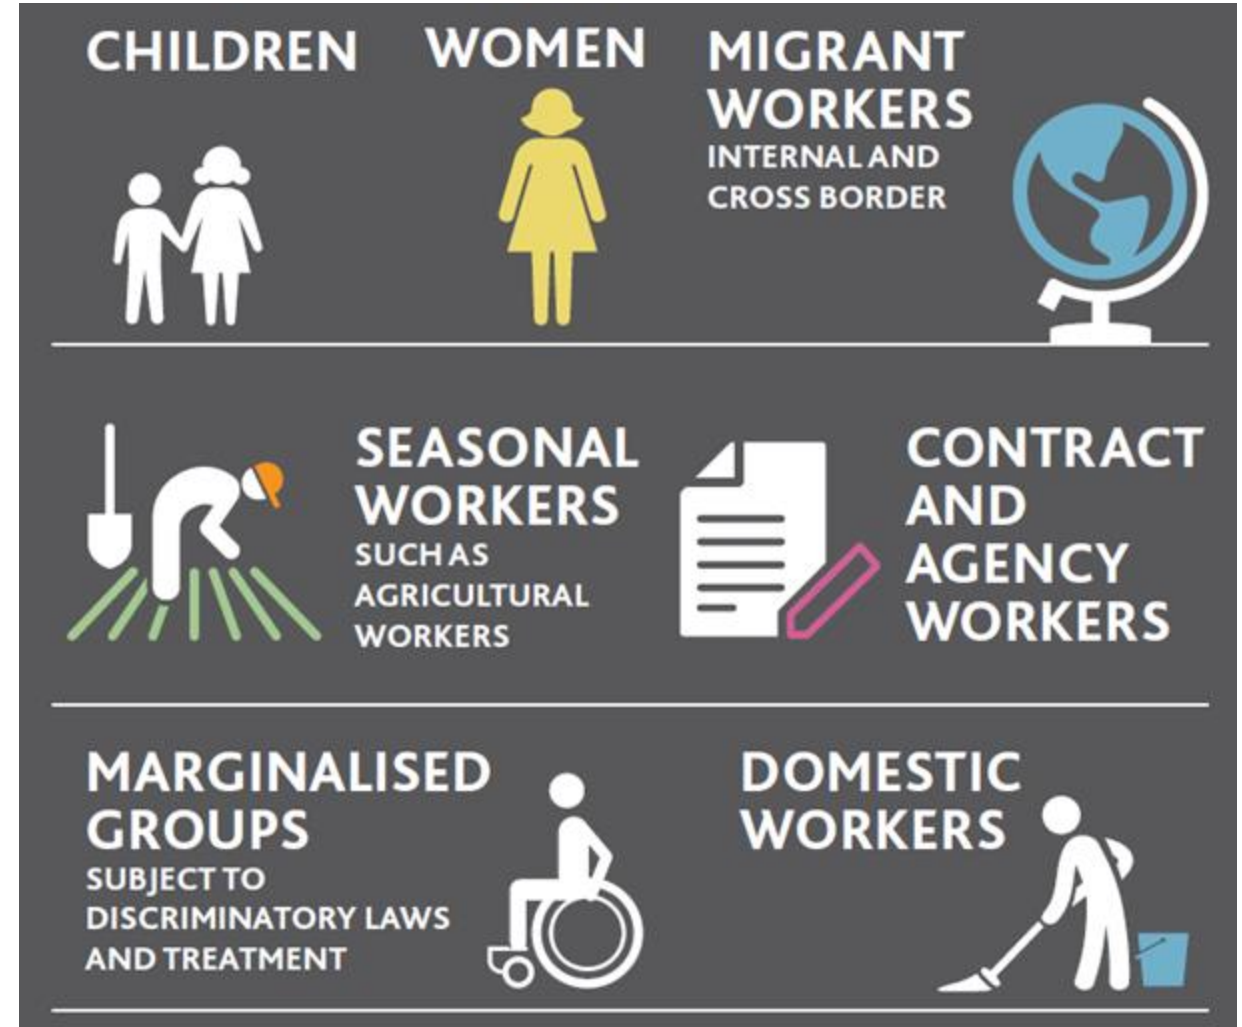 CHILDREN
WOMEN
MIGRANT
WORKERS
INTERNAL AND
CROSS BORDER
SEASONAL
WORKERS
SUCH AS
AGRICULTURAL
WORKERS
CONTRACT
AND
AGENCY
WORKERS
MARGINALISED
GROUPS
SUBJECT TO
DISCRIMINATORY LAWS
AND TREATMENT
DOMESTIC
WORKERS